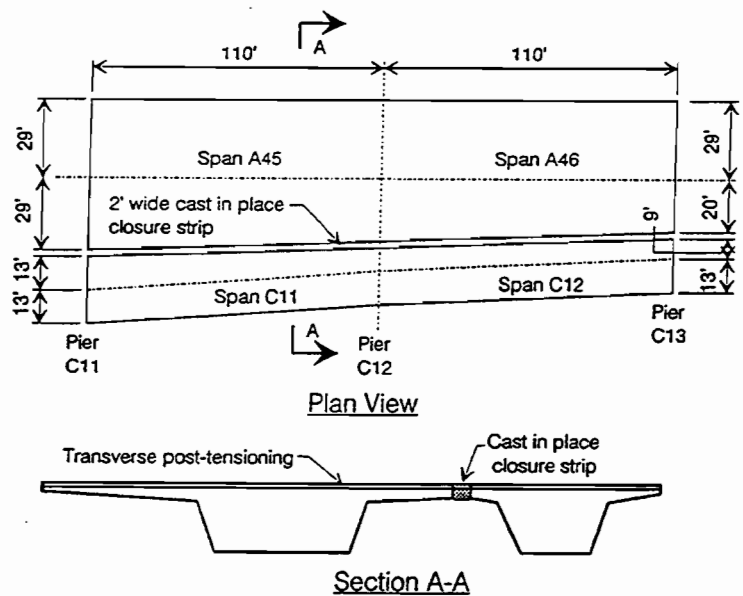 A
110'
110'
29'
29'
Span A45
Span A46
2' wide cast in place
closure strip
29'
20'
9'
13'
13'
13'
Span C11
Span C12
A
Pier
C11
Pier
C12
Pier
C13
Plan View
Transverse post-tensioning
Cast in place
closure strip
Section A-A